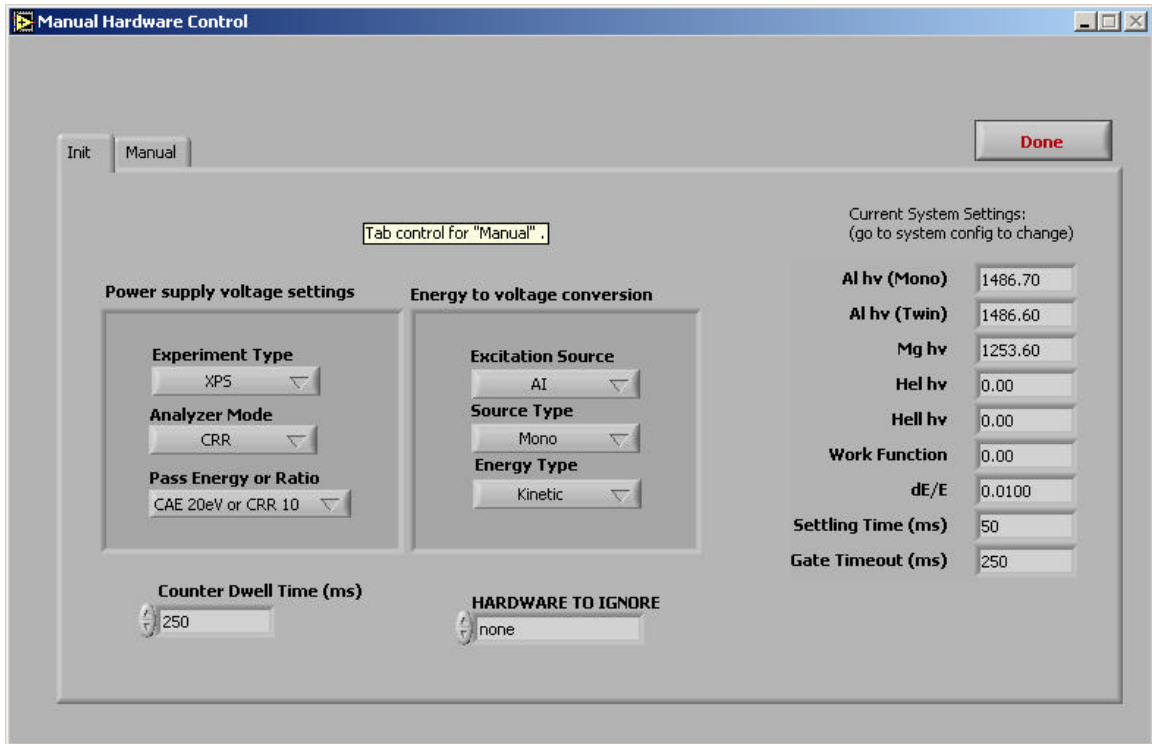 Manual Hardware Control
Init
Manual
Done
Tab control for "Manual" .
Current System Settings:
(go to system config to change)
Power supply voltage settings
Experiment Type
XPS
Analyzer Mode
CRR
Pass Energy or Ratio
CAE 20eV or CRR 10
Energy to voltage conversion
Excitation Source
Al
Source Type
Mono
Energy Type
Kinetic
Al hv (Mono) 1486.70
Al hv (Twin) 1486.60
Mg hv 1253.60
HeI hv 0.00
HeII hv 0.00
Work Function 0.00
dE/E 0.0100
Settling Time (ms) 50
Gate Timeout (ms) 250
Counter Dwell Time (ms)
250
HARDWARE TO IGNORE
none